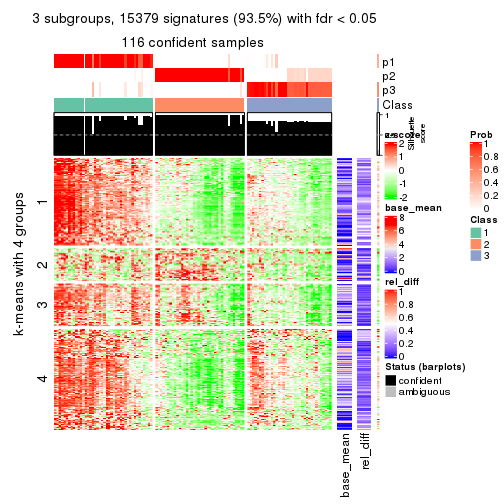 3 subgroups, 15379 signatures (93.5%) with fdr < 0.05
116 confident samples
p1
p2
p3
Class
1
Silhouette
score
k-means with 4 groups
1
2
3
4
base_mean
rel_diff
z-score
2
1
0
-1
-2
base_mean
8
6
4
2
0
rel_diff
1
0.8
0.6
0.4
0.2
0
Status (barplots)
confident
ambiguous
Prob
1
0.8
0.6
0.4
0.2
0
Class
1
2
3